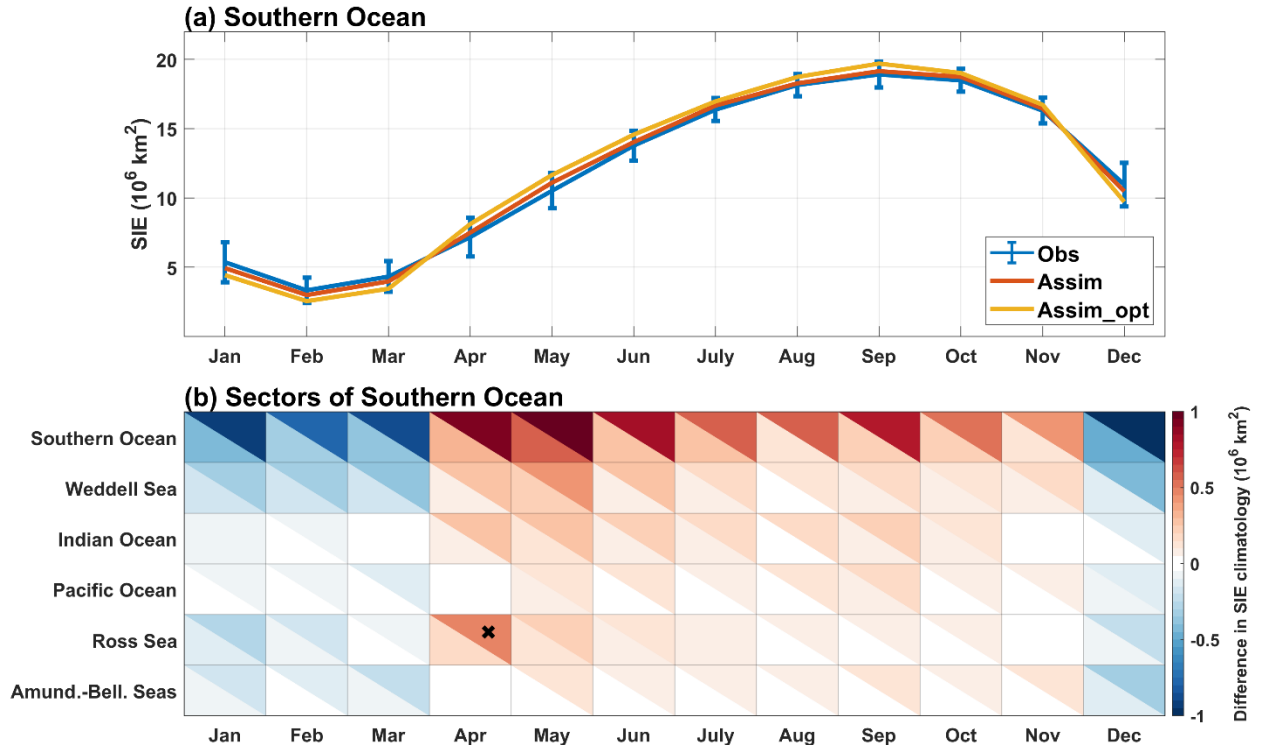 (a) Southern Ocean
SIE (10⁶ km²)
20
15
10
5
Obs
Assim
Assim_opt
Jan Feb Mar Apr May Jun July Aug Sep Oct Nov Dec
(b) Sectors of Southern Ocean
Southern Ocean
Weddell Sea
Indian Ocean
Pacific Ocean
Ross Sea
Amund.-Bell. Seas
Jan Feb Mar Apr May Jun July Aug Sep Oct Nov Dec
1
0.5
0
-0.5
-1
Difference in SIE climatology (10⁶ km²)